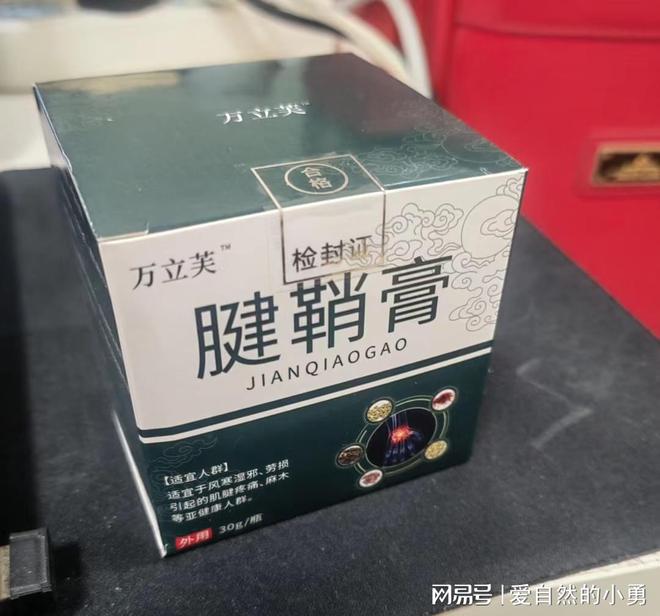 万立芙™
合格
检封证
万立芙™
腱鞘膏
JIANQIAOGAO
【适宜人群】
适宜于风寒湿邪、劳损
引起的肌腱疼痛、麻木
等亚健康人群。
外用 30g/瓶
网易号 | 爱自然的小勇